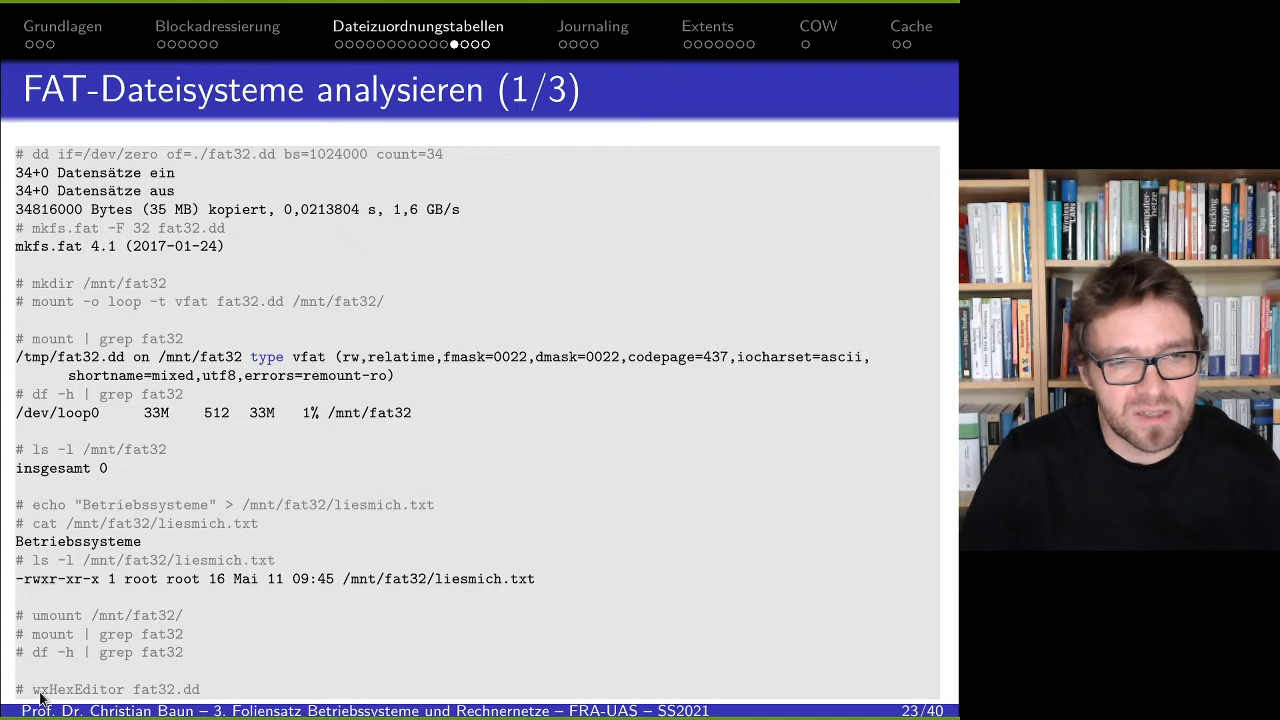 Grundlagen Blockadressierung Dateizuordnungstabellen Journaling Extents COW Cache
FAT-Dateisysteme analysieren (1/3)
# dd if=/dev/zero of=./fat32.dd bs=1024000 count=34
34+0 Datensätze ein
34+0 Datensätze aus
34816000 Bytes (35 MB) kopiert, 0,0213804 s, 1,6 GB/s
# mkfs.fat -F 32 fat32.dd
mkfs.fat 4.1 (2017-01-24)
# mkdir /mnt/fat32
# mount -o loop -t vfat fat32.dd /mnt/fat32/
# mount | grep fat32
/tmp/fat32.dd on /mnt/fat32 type vfat (rw,relatime,fmask=0022,dmask=0022,codepage=437,iocharset=ascii,
shortname=mixed,utf8,errors=remount-ro)
# df -h | grep fat32
/dev/loop0 33M 512 33M 1% /mnt/fat32
# ls -l /mnt/fat32
insgesamt 0
# echo "Betriebssysteme" > /mnt/fat32/liesmich.txt
# cat /mnt/fat32/liesmich.txt
Betriebssysteme
# ls -l /mnt/fat32/liesmich.txt
-rwxr-xr-x 1 root root 16 Mai 11 09:45 /mnt/fat32/liesmich.txt
# umount /mnt/fat32/
# mount | grep fat32
# df -h | grep fat32
# wxHexEditor fat32.dd
Prof. Dr. Christian Baun – 3. Foliensatz Betriebssysteme und Rechnernetze – FRA-UAS – SS2021 23/40
Wireless LANs
Computer-netze
Hacking
TCP/IP